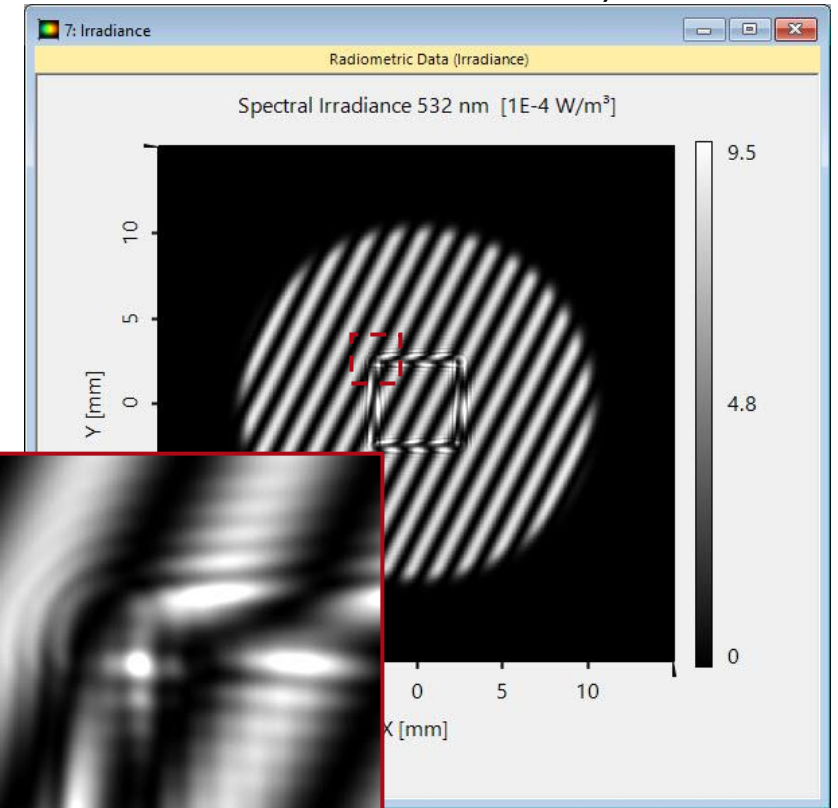 7: Irradiance
Radiometric Data (Irradiance)
Spectral Irradiance 532 nm [1E-4 W/m³]
9.5
10
5
Y [mm]
0
4.8
0
0
5
10
X [mm]